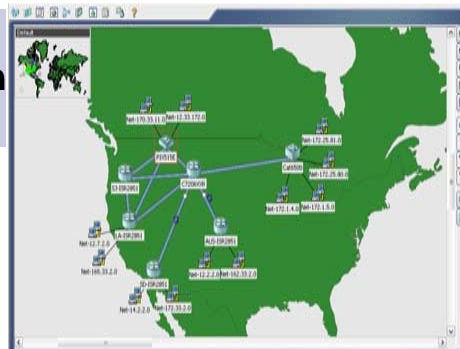 n
Default
Net-170.33.11.0
Net-12.33.172.0
PIX515E
Net-172.25.81.0
Cat6500
C7206VXR
Net-172.25.80.0
SJ-ISR2851
Net-172.1.4.0
Net-172.1.5.0
LA-ISR2851
AUS-ISR2851
Net-12.7.2.0
Net-165.33.2.0
SD-ISR2851
Net-12.2.2.0
Net-162.33.2.0
Net-14.2.2.0
Net-172.33.2.0